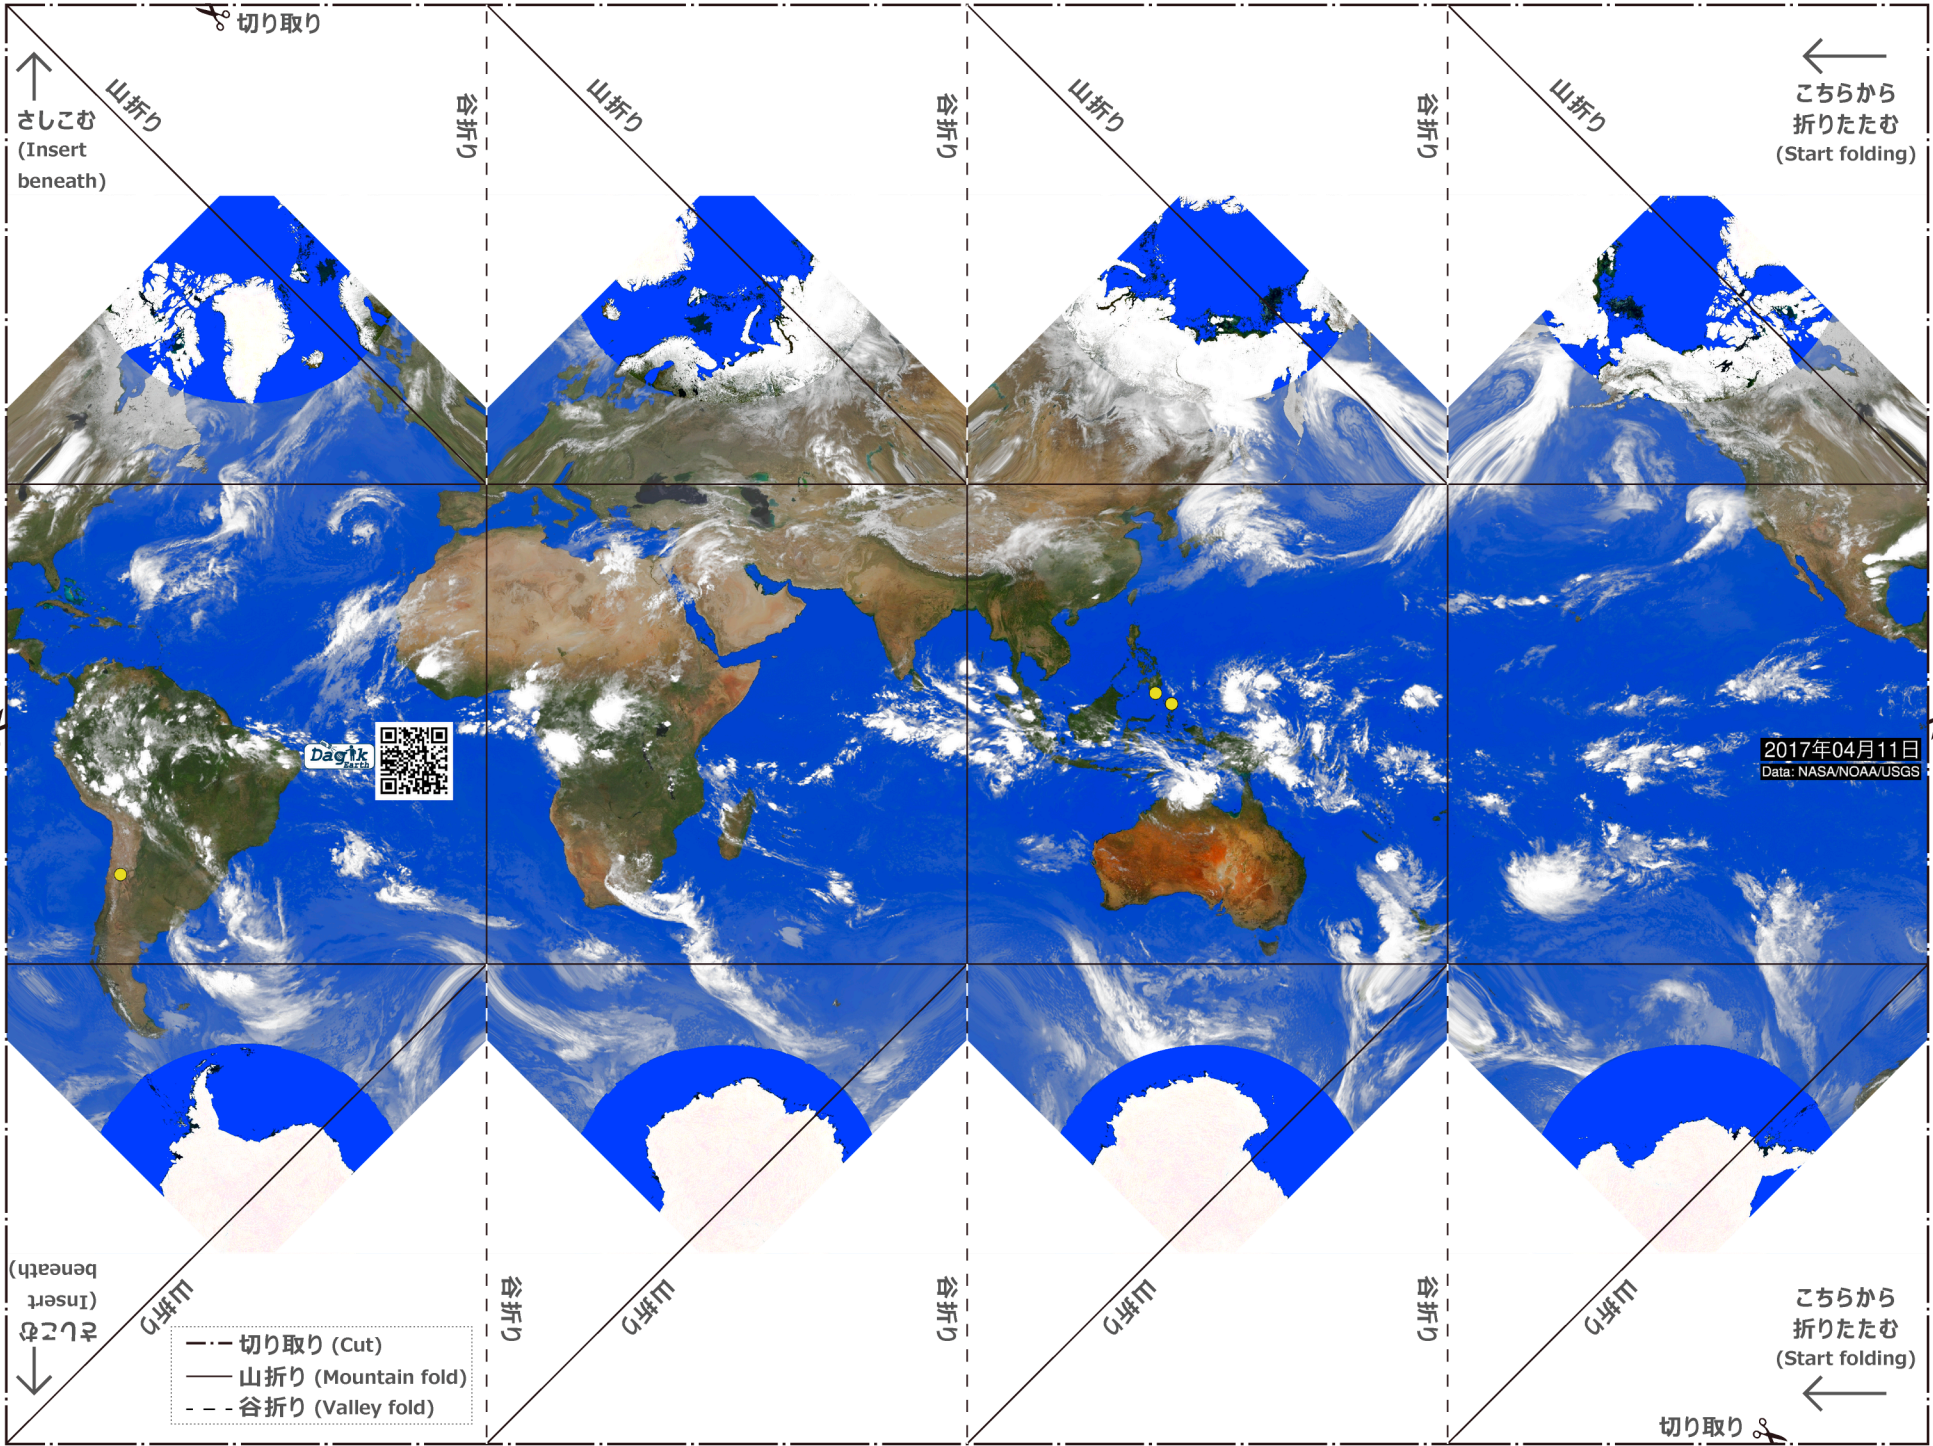 切り取り
山折り
谷折り
山折り
谷折り
山折り
谷折り
山折り
さしこむ
(Insert
beneath)
こちらから
折りたたむ
(Start folding)
Dagik
Earth
2017年04月11日
Data: NASA/NOAA/USGS
さしこむ
(Insert
beneath)
山折り
谷折り
山折り
谷折り
山折り
谷折り
山折り
切り取り (Cut)
山折り (Mountain fold)
谷折り (Valley fold)
こちらから
折りたたむ
(Start folding)
切り取り